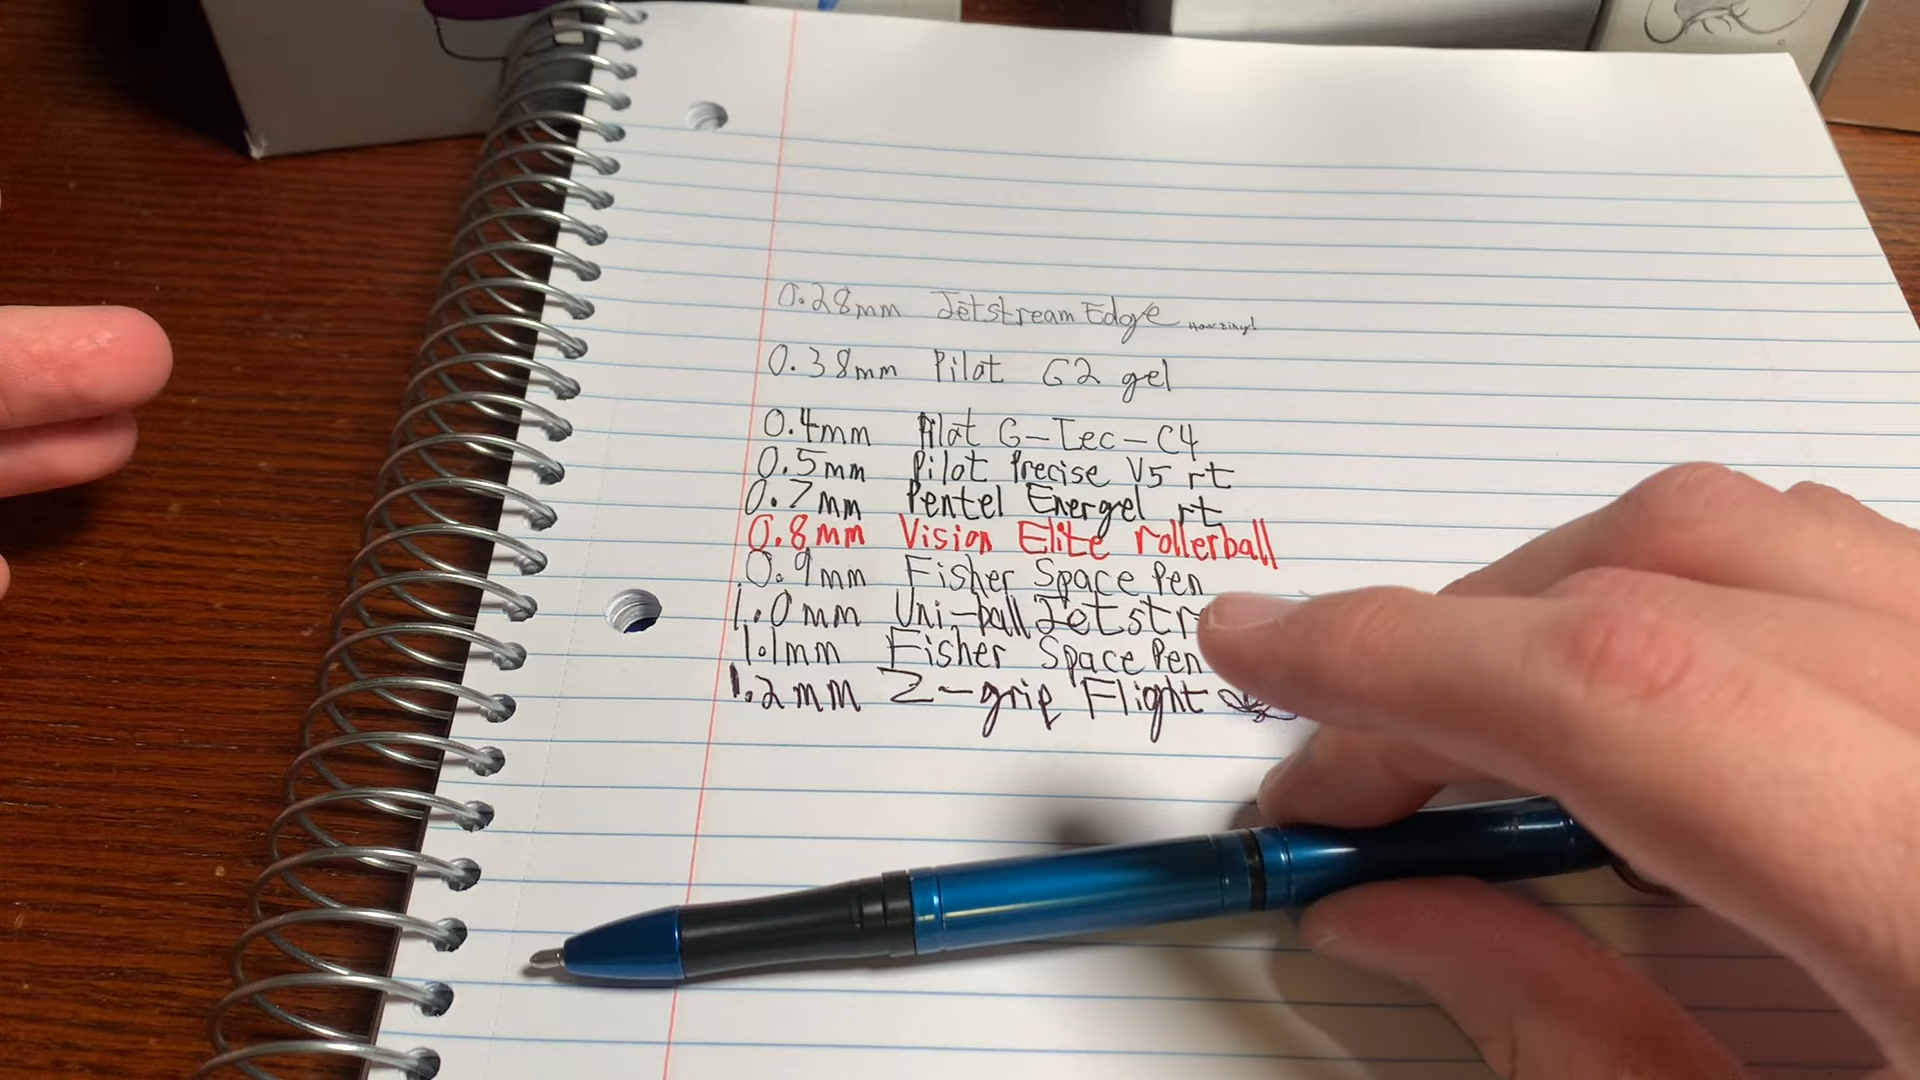 0.28mm Jetstream Edge How tiny!
0.38mm Pilot G2 gel
0.4mm Pilot G-Tec-C4
0.5mm Pilot Precise V5 rt
0.7mm Pentel Energel rt
0.8mm Vision Elite rollerball
0.9mm Fisher Space Pen
1.0mm Uni-ball Jetstr
1.1mm Fisher Space Pen
1.2mm Z-grip Flight